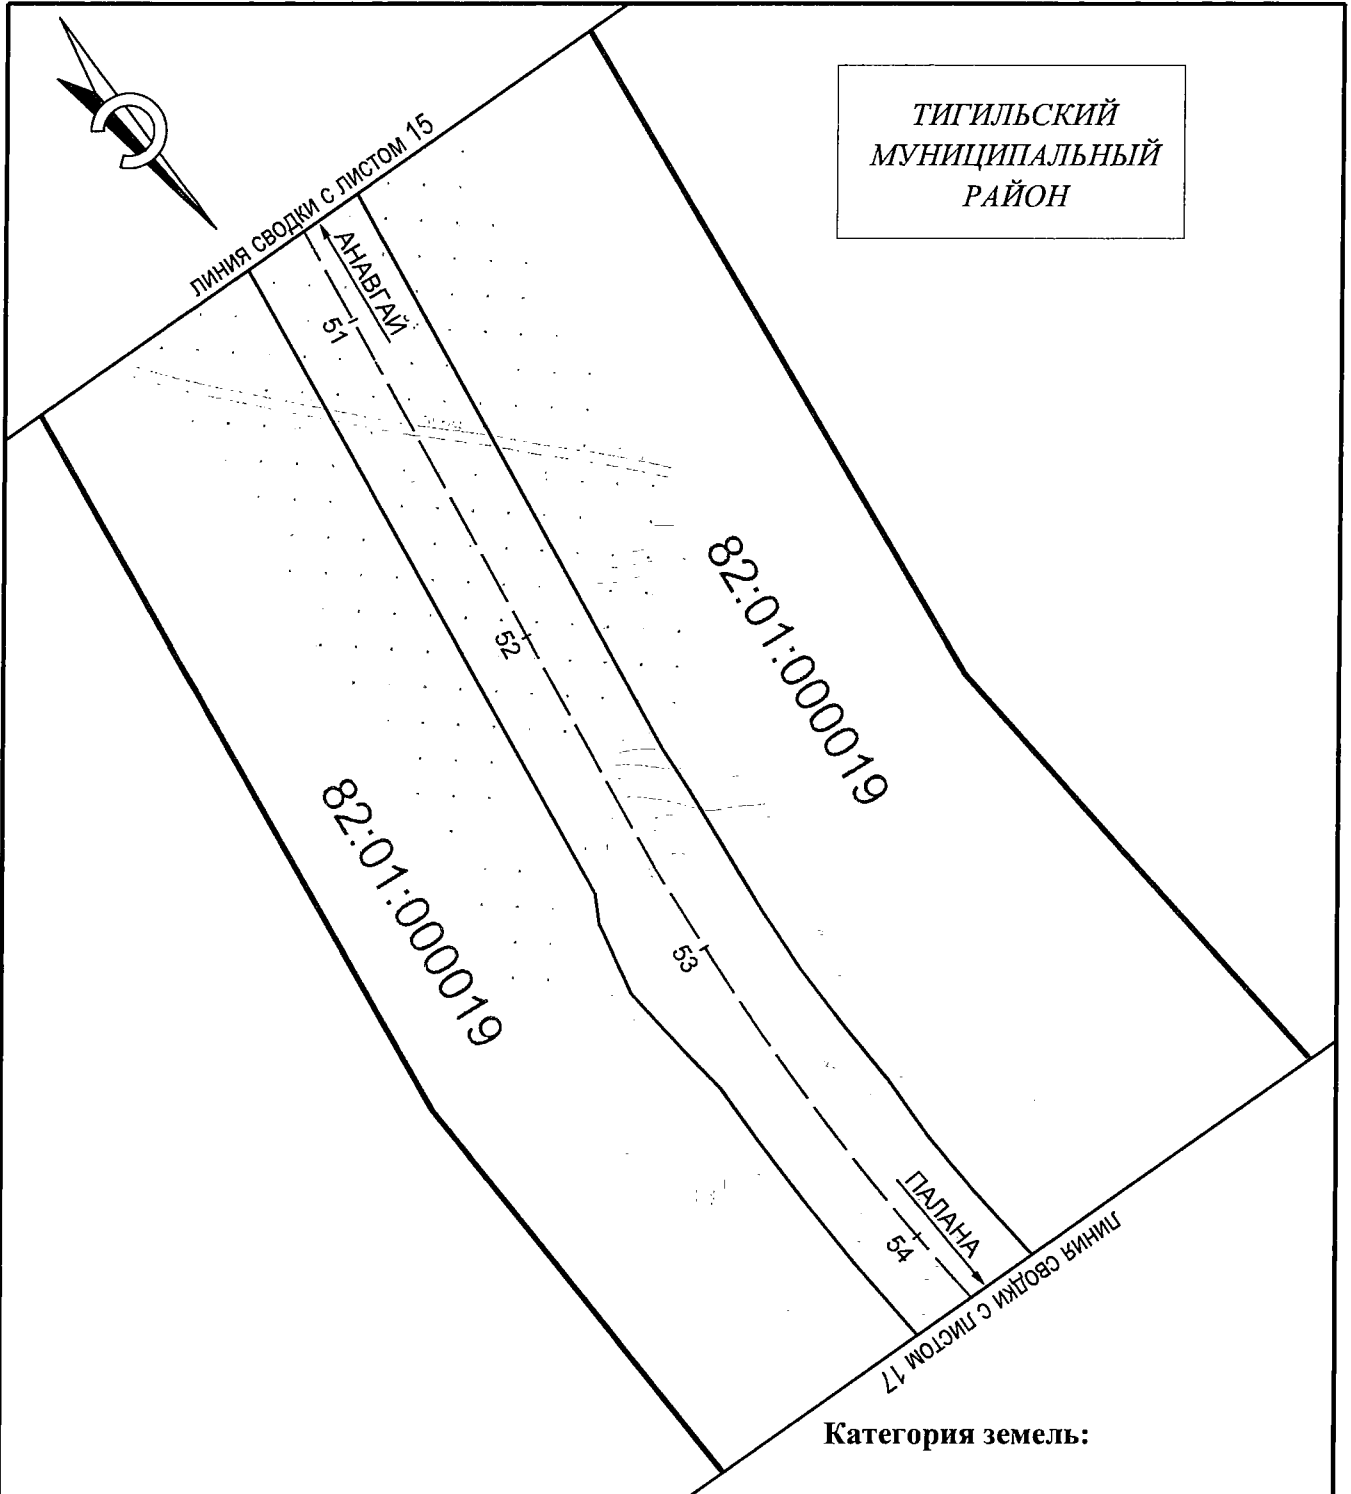 ТИГИЛЬСКИЙ
МУНИЦИПАЛЬНЫЙ
РАЙОН
С
ЛИНИЯ СВОДКИ С ЛИСТОМ 15
АНАВГАЙ
51
52
82:01:000019
82:01:000019
53
54
ПАЛАНА
ЛИНИЯ СВОДКИ С ЛИСТОМ 17
Категория земель: